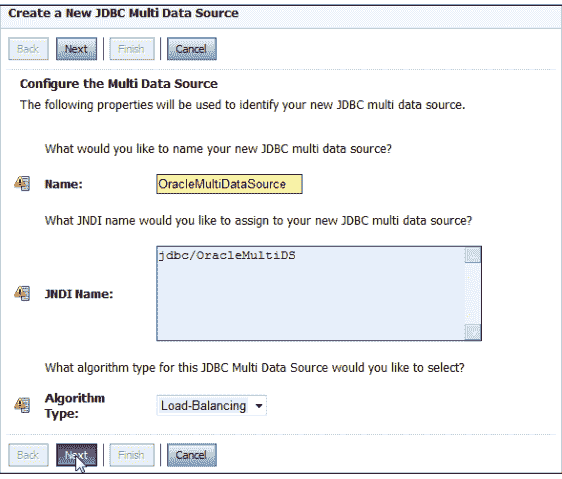 Create a New JDBC Multi Data Source
Back Next Finish Cancel
Configure the Multi Data Source
The following properties will be used to identify your new JDBC multi data source.
What would you like to name your new JDBC multi data source?
Name: OracleMultiDataSource
What JNDI name would you like to assign to your new JDBC multi data source?
jdbc/OracleMultiDS
JNDI Name:
What algorithm type for this JDBC Multi Data Source would you like to select?
Algorithm
Type:
Load-Balancing
Back Next Finish Cancel